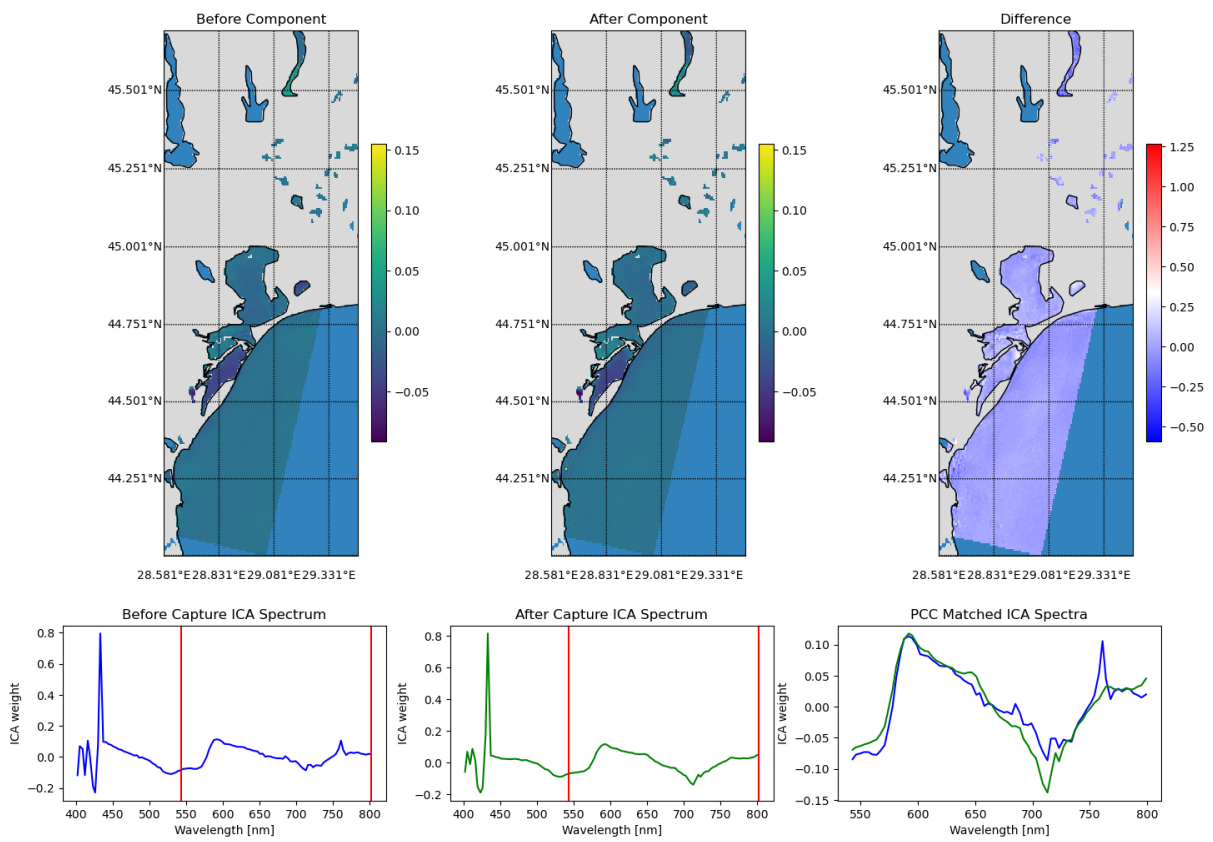 Before Component
After Component
Difference
45.501°N
45.251°N
45.001°N
44.751°N
44.501°N
44.251°N
28.581°E 28.831°E 29.081°E 29.331°E
0.15
0.10
0.05
0.00
−0.05
45.501°N
45.251°N
45.001°N
44.751°N
44.501°N
44.251°N
28.581°E 28.831°E 29.081°E 29.331°E
0.15
0.10
0.05
0.00
−0.05
45.501°N
45.251°N
45.001°N
44.751°N
44.501°N
44.251°N
28.581°E 28.831°E 29.081°E 29.331°E
1.25
1.00
0.75
0.50
0.25
0.00
−0.25
−0.50
Before Capture ICA Spectrum
ICA weight
0.8
0.6
0.4
0.2
0.0
−0.2
400 450 500 550 600 650 700 750 800
Wavelength [nm]
After Capture ICA Spectrum
ICA weight
0.8
0.6
0.4
0.2
0.0
−0.2
400 450 500 550 600 650 700 750 800
Wavelength [nm]
PCC Matched ICA Spectra
ICA weight
0.10
0.05
0.00
−0.05
−0.10
−0.15
550 600 650 700 750 800
Wavelength [nm]